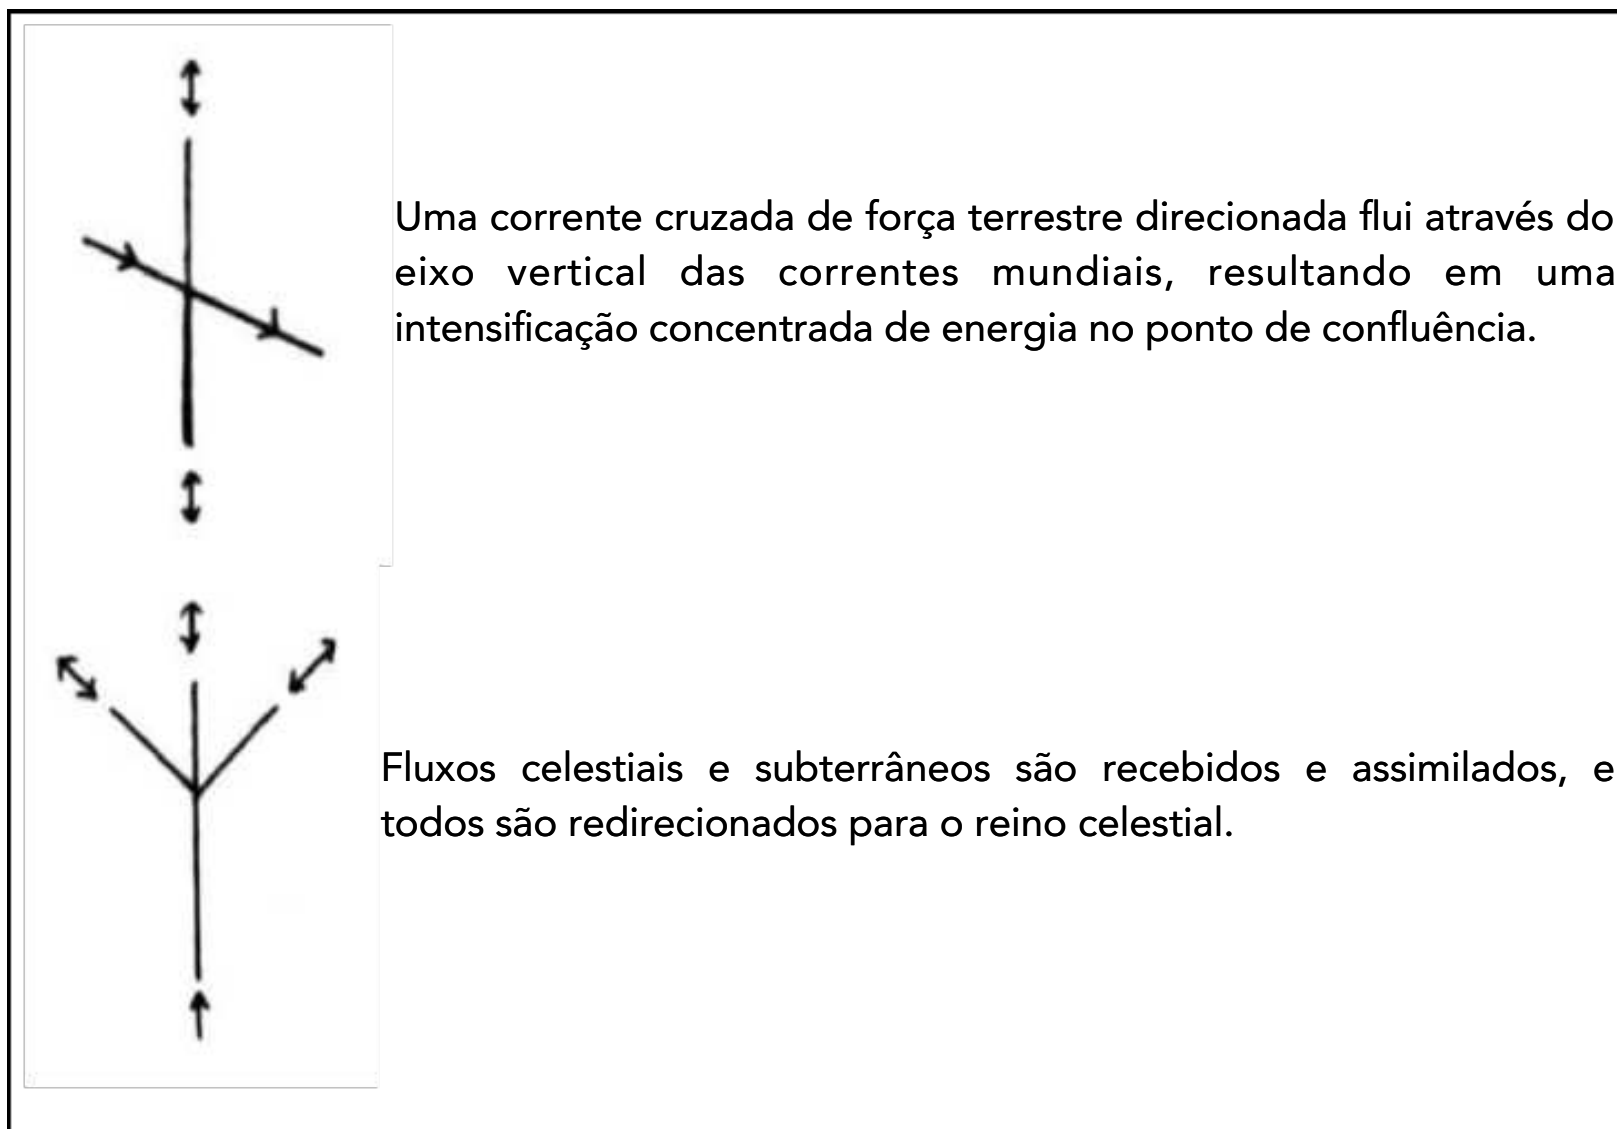 Uma corrente cruzada de força terrestre direcionada flui através do
eixo vertical das correntes mundiais, resultando em uma
intensificação concentrada de energia no ponto de confluência.
Fluxos celestiais e subterrâneos são recebidos e assimilados, e
todos são redirecionados para o reino celestial.